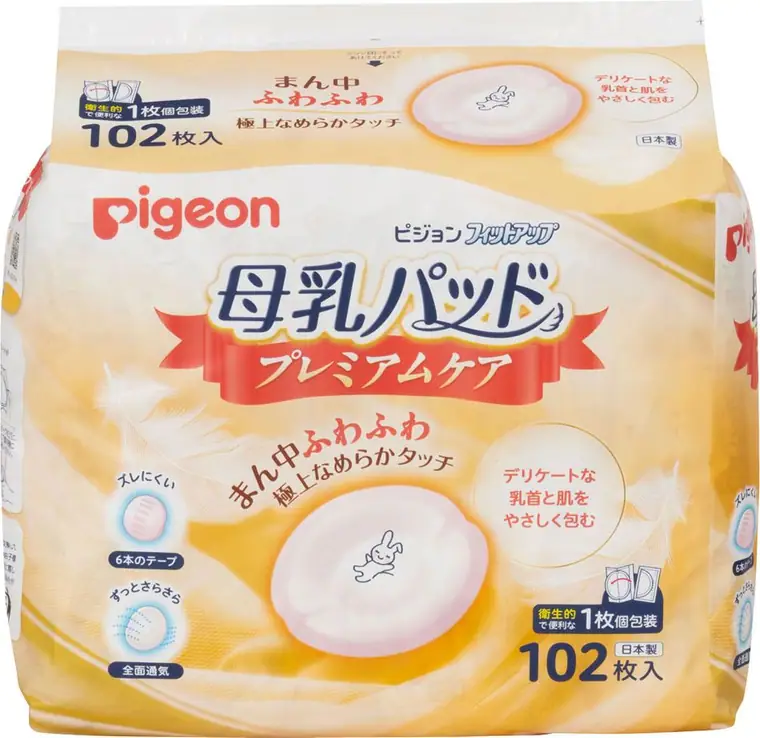 まん中
ふわふわ
極上なめらかタッチ
デリケートな
乳首と肌を
やさしく包む
衛生的
で便利な
1枚個包装
102枚入
日本製
Pigeon
ピジョン フィットアップ
母乳パッド
プレミアムケア
まん中ふわふわ
極上なめらかタッチ
デリケートな
乳首と肌を
やさしく包む
ズレにくい
6本のテープ
ずっとさらさら
全面通気
衛生的
で便利な
1枚個包装
102枚入
日本製